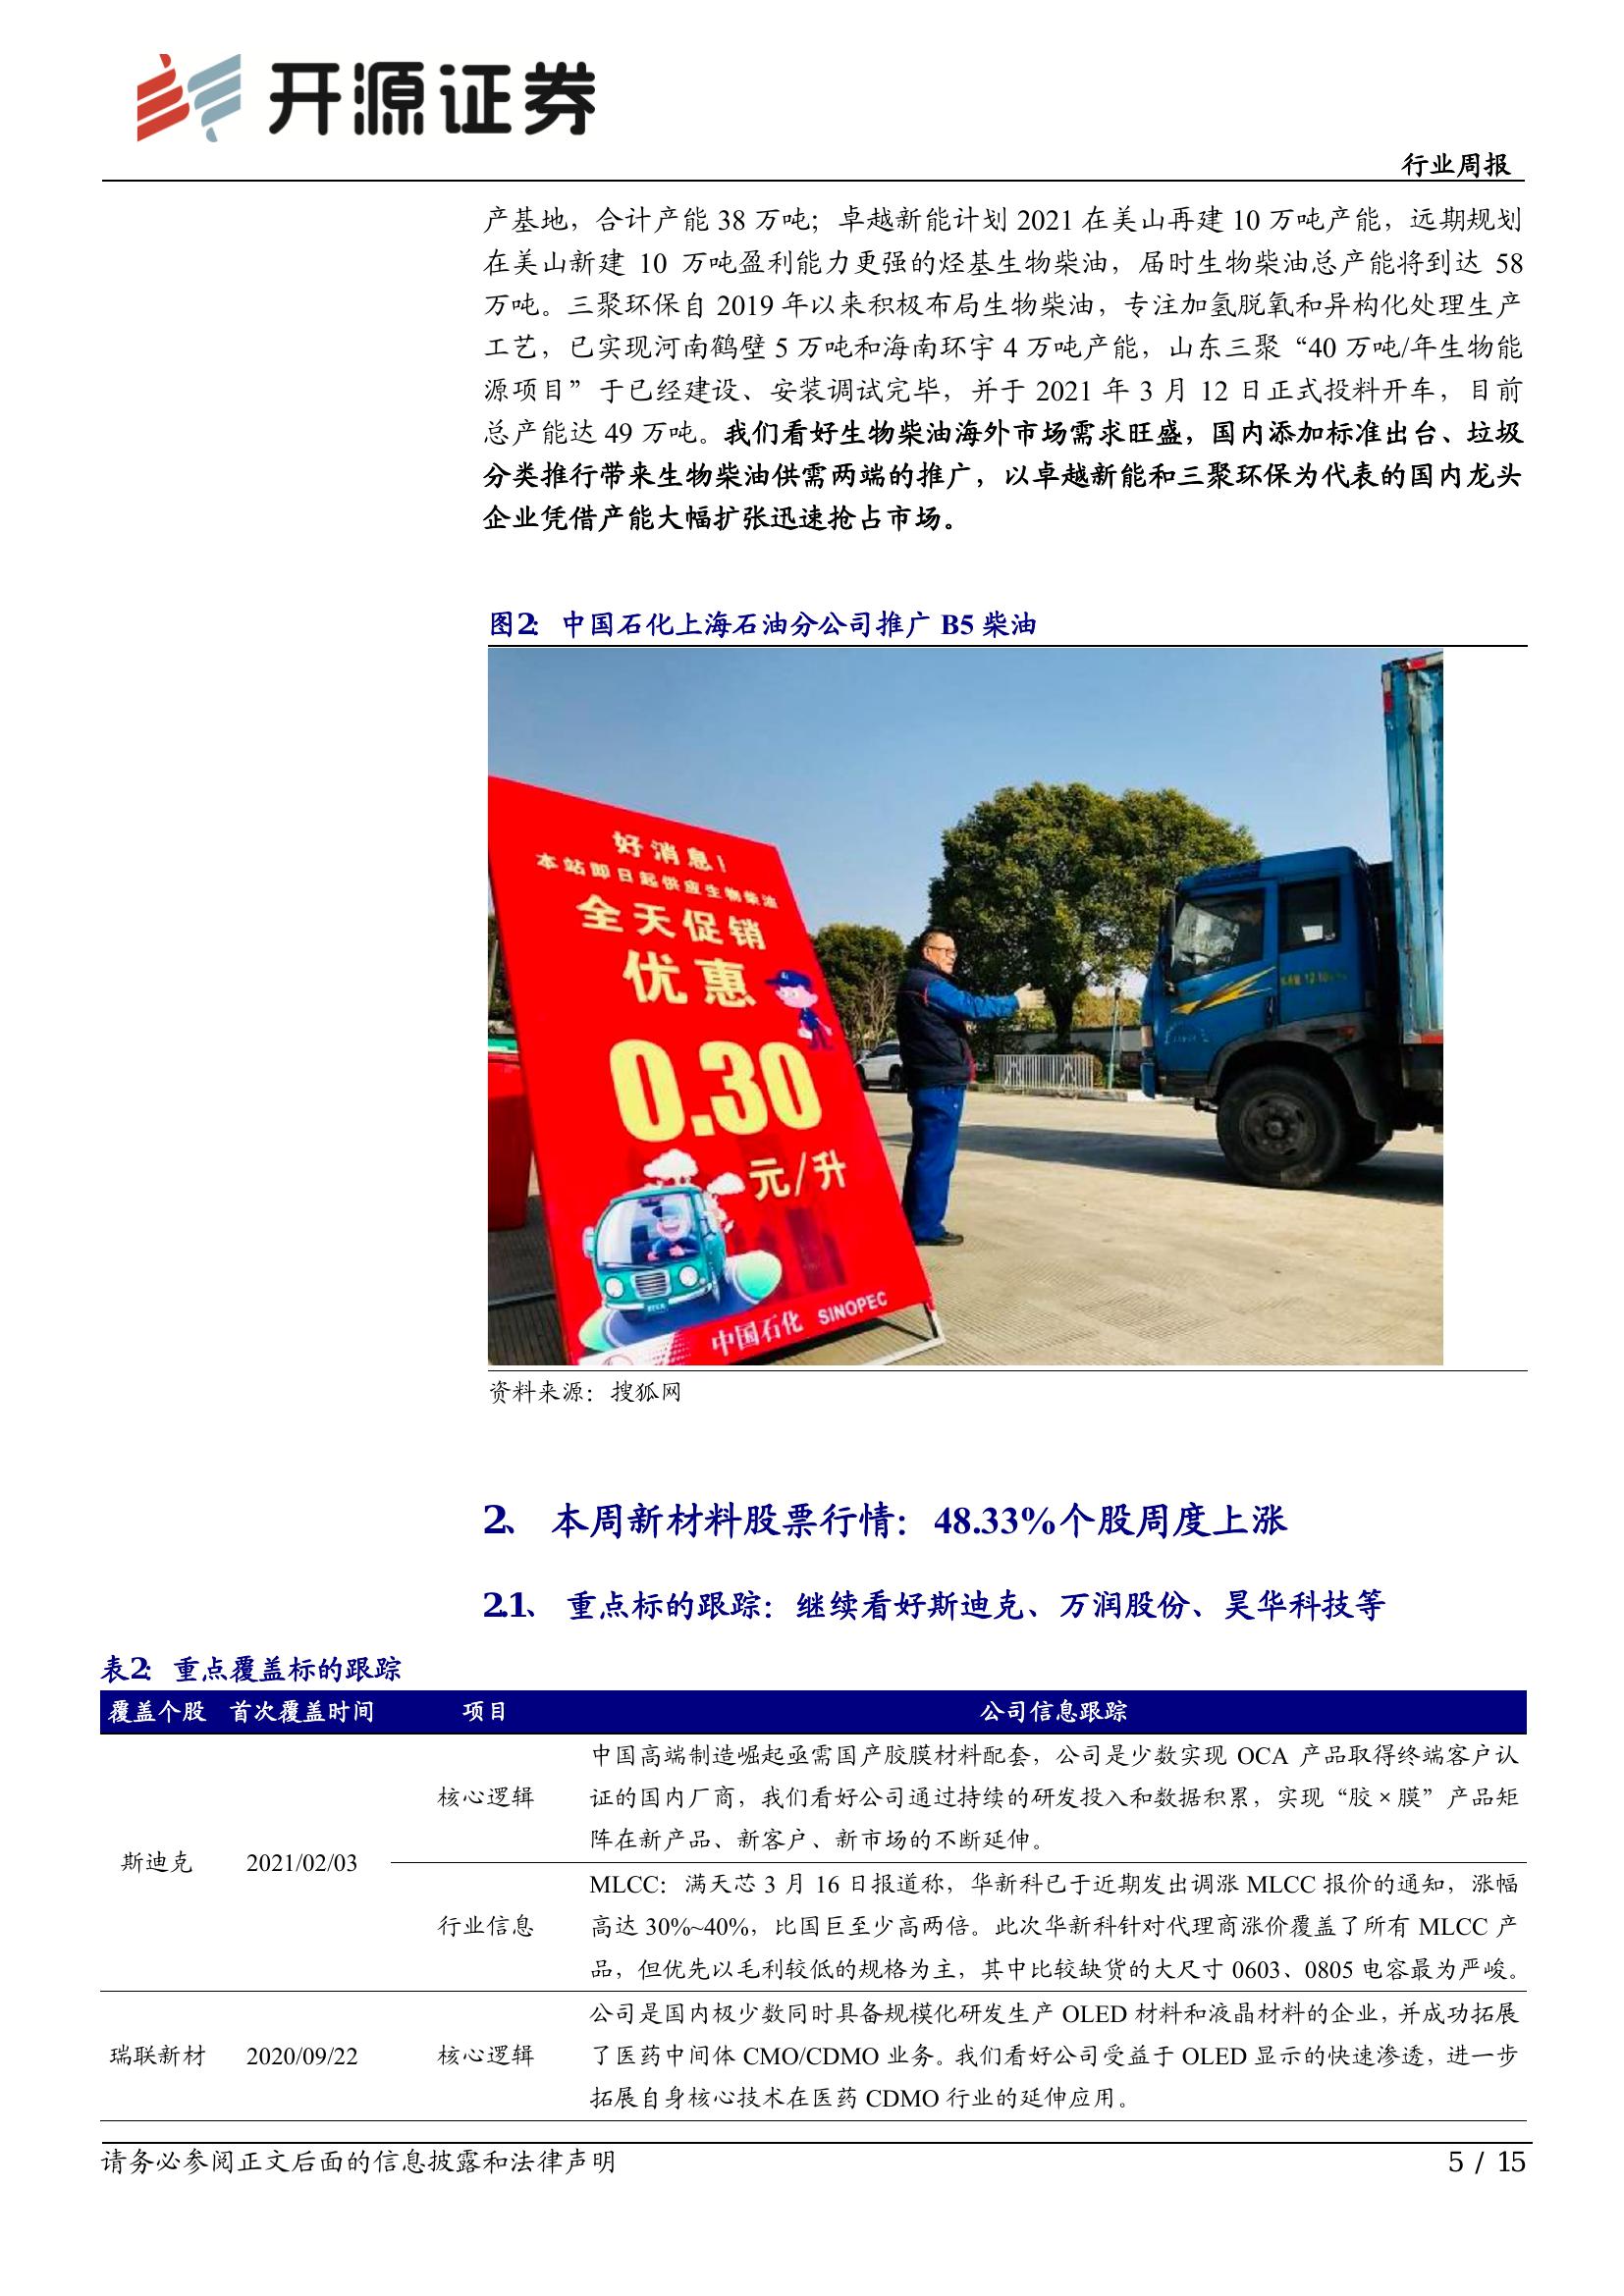 开源证券
行业周报
产基地，合计产能 38 万吨；卓越新能计划 2021 在美山再建 10 万吨产能，远期规划
在美山新建 10 万吨盈利能力更强的烃基生物柴油，届时生物柴油总产能将到达 58
万吨。三聚环保自 2019 年以来积极布局生物柴油，专注加氢脱氧和异构化处理生产
工艺，已实现河南鹤壁 5 万吨和海南环宇 4 万吨产能，山东三聚“40 万吨/年生物能
源项目”于已经建设、安装调试完毕，并于 2021 年 3 月 12 日正式投料开车，目前
总产能达 49 万吨。我们看好生物柴油海外市场需求旺盛，国内添加标准出台、垃圾
分类推行带来生物柴油供需两端的推广，以卓越新能和三聚环保为代表的国内龙头
企业凭借产能大幅扩张迅速抢占市场。
图2： 中国石化上海石油分公司推广 B5 柴油
好消息！
本站即日起供应生物柴油
全天促销
优惠
0.30
元/升
中国石化 SINOPEC
资料来源：搜狐网
2、 本周新材料股票行情：48.33%个股周度上涨
2.1、 重点标的跟踪：继续看好斯迪克、万润股份、昊华科技等
表2： 重点覆盖标的跟踪
覆盖个股 首次覆盖时间 项目 公司信息跟踪
斯迪克 2021/02/03
核心逻辑
中国高端制造崛起亟需国产胶膜材料配套，公司是少数实现 OCA 产品取得终端客户认
证的国内厂商，我们看好公司通过持续的研发投入和数据积累，实现“胶×膜”产品矩
阵在新产品、新客户、新市场的不断延伸。
行业信息
MLCC：满天芯 3 月 16 日报道称，华新科已于近期发出调涨 MLCC 报价的通知，涨幅
高达 30%~40%，比国巨至少高两倍。此次华新科针对代理商涨价覆盖了所有 MLCC 产
品，但优先以毛利较低的规格为主，其中比较缺货的大尺寸 0603、0805 电容最为严峻。
瑞联新材 2020/09/22 核心逻辑
公司是国内极少数同时具备规模化研发生产 OLED 材料和液晶材料的企业，并成功拓展
了医药中间体 CMO/CDMO 业务。我们看好公司受益于 OLED 显示的快速渗透，进一步
拓展自身核心技术在医药 CDMO 行业的延伸应用。
请务必参阅正文后面的信息披露和法律声明
5 / 15